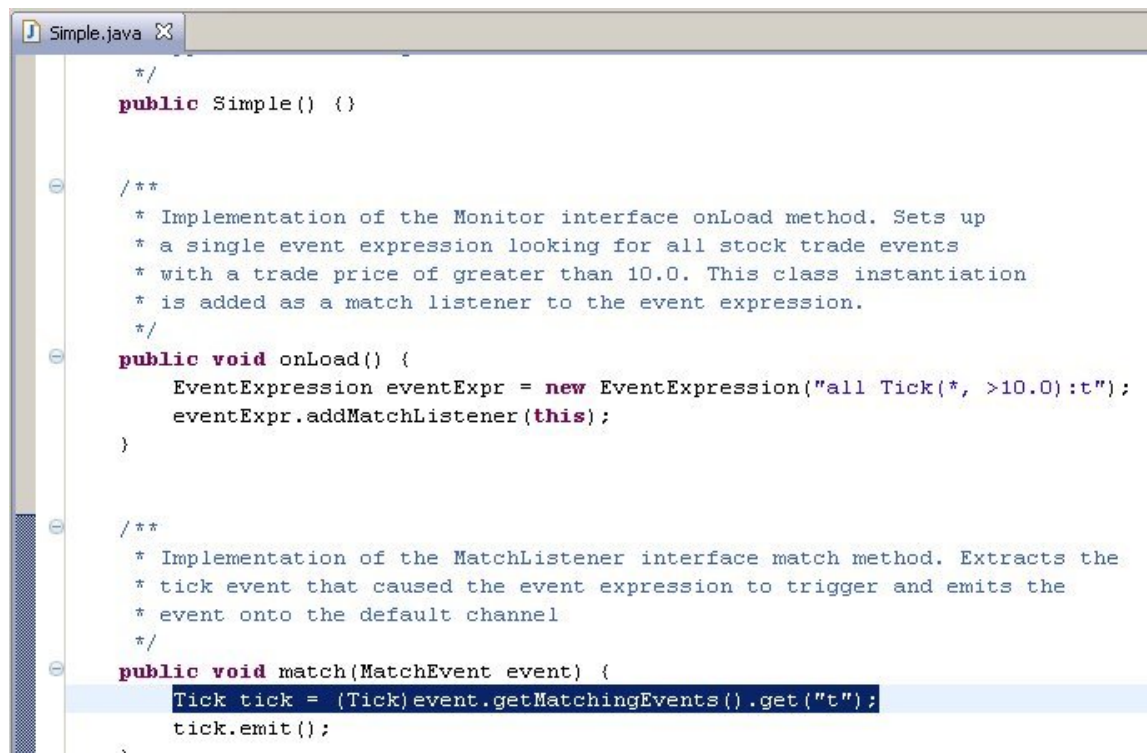 Simple.java
*/
public Simple() {}
/**
* Implementation of the Monitor interface onLoad method. Sets up
* a single event expression looking for all stock trade events
* with a trade price of greater than 10.0. This class instantiation
* is added as a match listener to the event expression.
*/
public void onLoad() {
EventExpression eventExpr = new EventExpression("all Tick(*, >10.0):t");
eventExpr.addMatchListener(this);
}
/**
* Implementation of the MatchListener interface match method. Extracts the
* tick event that caused the event expression to trigger and emits the
* event onto the default channel
*/
public void match(MatchEvent event) {
Tick tick = (Tick)event.getMatchingEvents().get("t");
tick.emit();